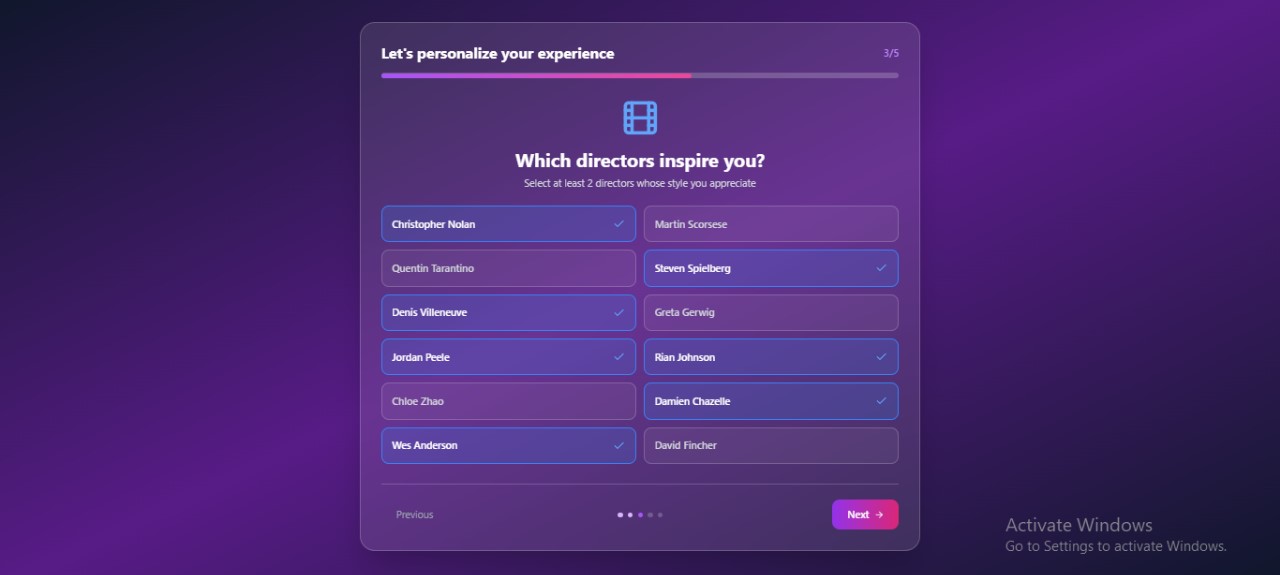 Let's personalize your experience
3/5
Which directors inspire you?
Select at least 2 directors whose style you appreciate
Christopher Nolan
Martin Scorsese
Quentin Tarantino
Steven Spielberg
Denis Villeneuve
Greta Gerwig
Jordan Peele
Rian Johnson
Chloe Zhao
Damien Chazelle
Wes Anderson
David Fincher
Previous
Next →
Activate Windows
Go to Settings to activate Windows.